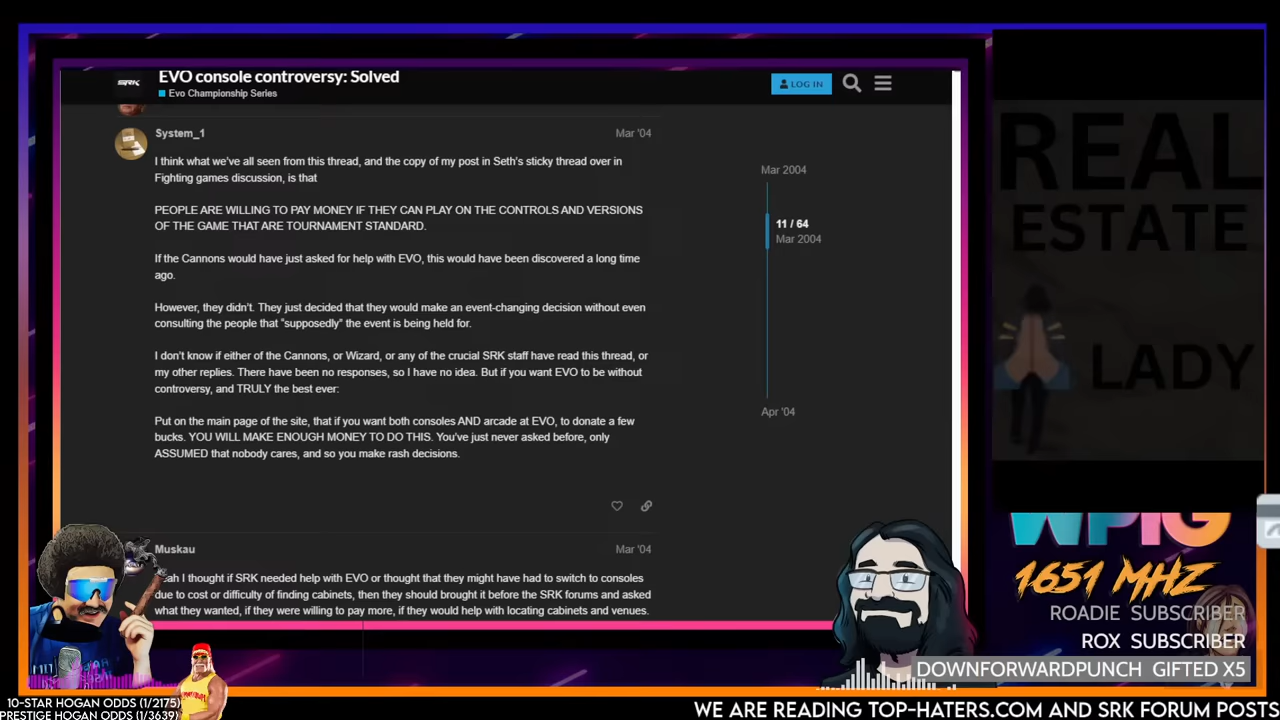 EVO console controversy: Solved
SRK
Evo Championship Series
LOG IN
System_1
Mar '04
I think what we've all seen from this thread, and the copy of my post in Seth's sticky thread over in
Fighting games discussion, is that
PEOPLE ARE WILLING TO PAY MONEY IF THEY CAN PLAY ON THE CONTROLS AND VERSIONS
OF THE GAME THAT ARE TOURNAMENT STANDARD.
If the Cannons would have just asked for help with EVO, this would have been discovered a long time
ago.
However, they didn't. They just decided that they would make an event-changing decision without even
consulting the people that "supposedly" the event is being held for.
I don't know if either of the Cannons, or Wizard, or any of the crucial SRK staff have read this thread, or
my other replies. There have been no responses, so I have no idea. But if you want EVO to be without
controversy, and TRULY the best ever:
Put on the main page of the site, that if you want both consoles AND arcade at EVO, to donate a few
bucks. YOU WILL MAKE ENOUGH MONEY TO DO THIS. You've just never asked before, only
ASSUMED that nobody cares, and so you make rash decisions.
Muskau
Mar '04
ah I thought if SRK needed help with EVO or thought that they might have had to switch to consoles
due to cost or difficulty of finding cabinets, then they should brought it before the SRK forums and asked
what they wanted, if they were willing to pay more, if they would help with locating cabinets and venues.
Mar 2004
11 / 64
Mar 2004
Apr '04
REAL
ESTATE
LADY
WPIG
1651 MHZ
ROADIE SUBSCRIBER
ROX SUBSCRIBER
DOWNFORWARDPUNCH GIFTED X5
10-STAR HOGAN ODDS (1/2175)
PRESTIGE HOGAN ODDS (1/3639)
WE ARE READING TOP-HATERS.COM AND SRK FORUM POSTS